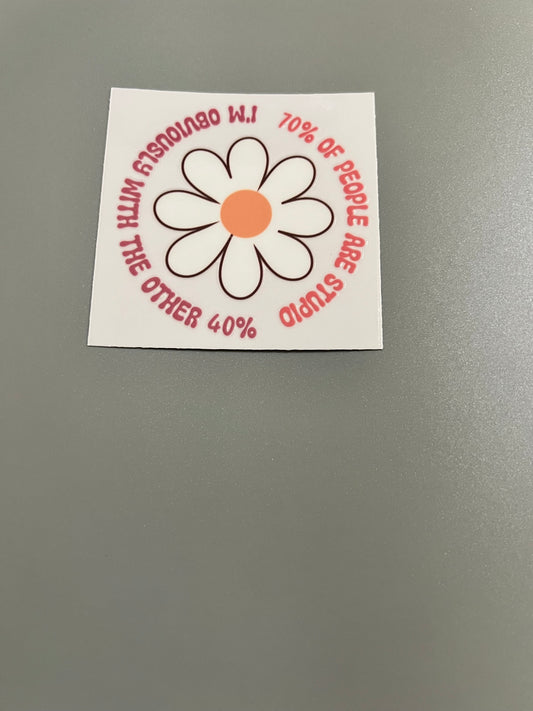 70% OF PEOPLE ARE STUPID
I'M OBVIOUSLY WITH THE OTHER 40%